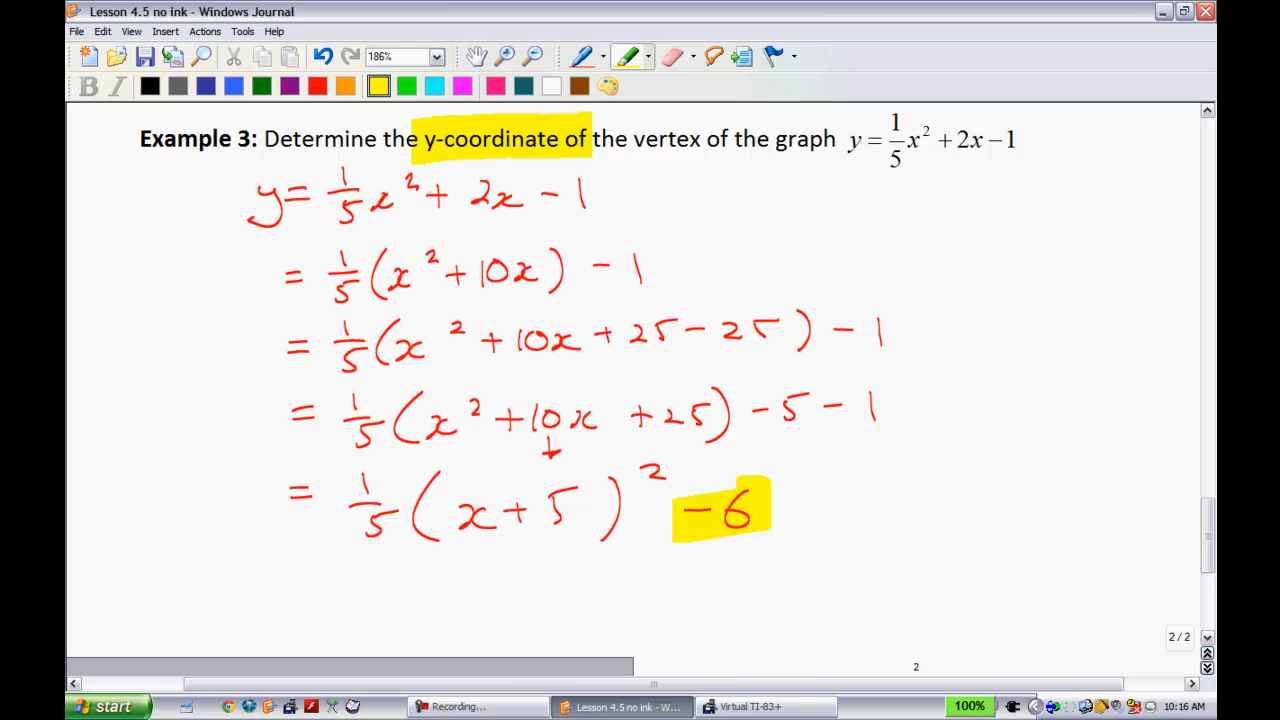 Lesson 4.5 no ink - Windows Journal
File Edit View Insert Actions Tools Help
186%
B I
Example 3: Determine the y-coordinate of the vertex of the graph y = 1/5 x² + 2x − 1
y = 1/5 x² + 2x − 1
= 1/5 (x² + 10x) − 1
= 1/5 (x² + 10x + 25 − 25) − 1
= 1/5 (x² + 10x + 25) − 5 − 1
= 1/5 (x + 5)² − 6
2/2
2
start Recording... Lesson 4.5 no ink - W... Virtual TI-83+ 100% 10:16 AM